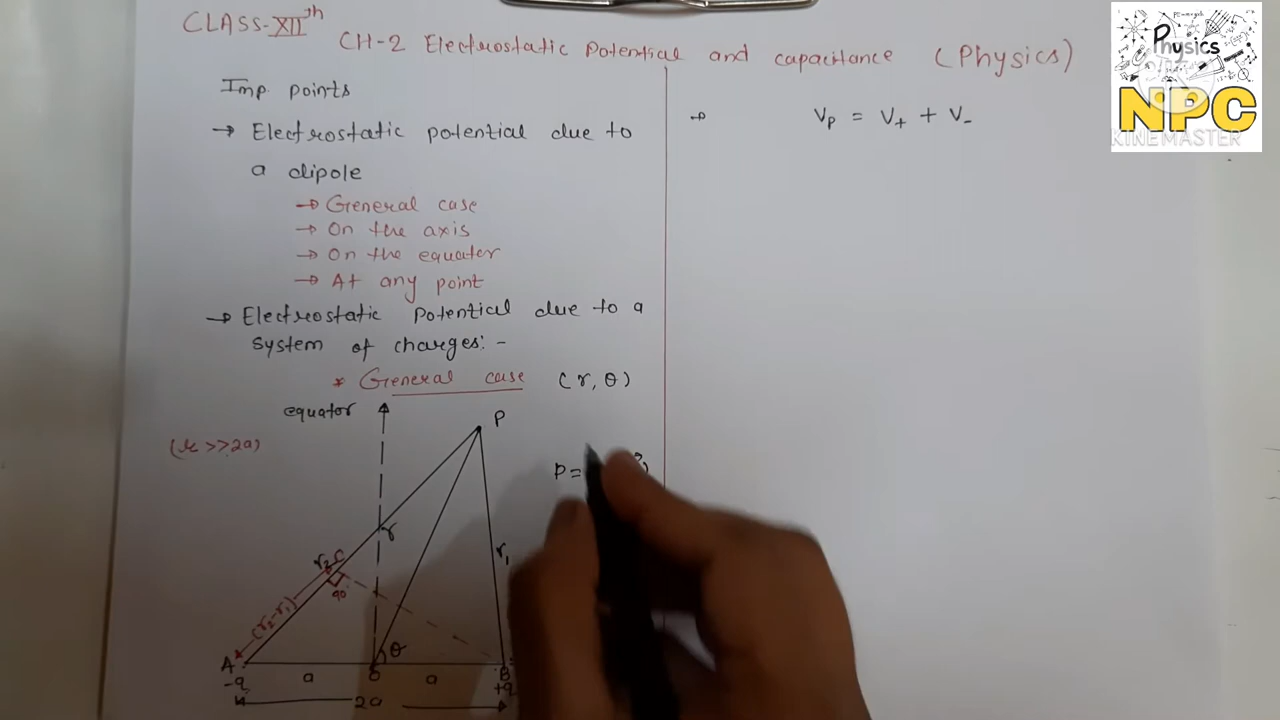 CLASS-XIIth
CH-2 Electrostatic Potential and capacitance (Physics)
Imp. points
→ Electrostatic potential due to
a dipole
→ General case
→ On the axis
→ On the equator
→ At any point
→ Electrostatic Potential due to a
system of charges:-
* General case (r, θ)
equator
P
(r >> 2a)
P=
r
r₁
r₂ C
90
(r₂-r₁)
θ
A
O
B
-q
a
a
+q
2a
→ Vp = V+ + V-
Physics
NPC
KINEMASTER